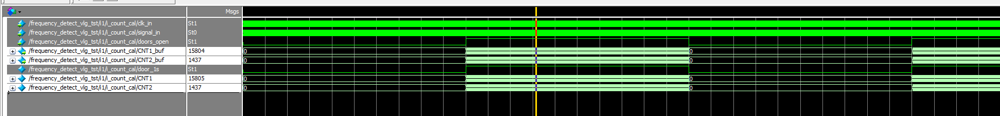 Msgs
/frequency_detect_vlg_tst/i1/i_count_cal/clk_in St1
/frequency_detect_vlg_tst/i1/i_count_cal/signal_in St0
/frequency_detect_vlg_tst/i1/i_count_cal/doors_open St1
/frequency_detect_vlg_tst/i1/i_count_cal/CNT1_buf 15804 0 0
/frequency_detect_vlg_tst/i1/i_count_cal/CNT2_buf 1437 0 0
/frequency_detect_vlg_tst/i1/i_count_cal/door_1s St1
/frequency_detect_vlg_tst/i1/i_count_cal/CNT1 15805 0 0
/frequency_detect_vlg_tst/i1/i_count_cal/CNT2 1437 0 0